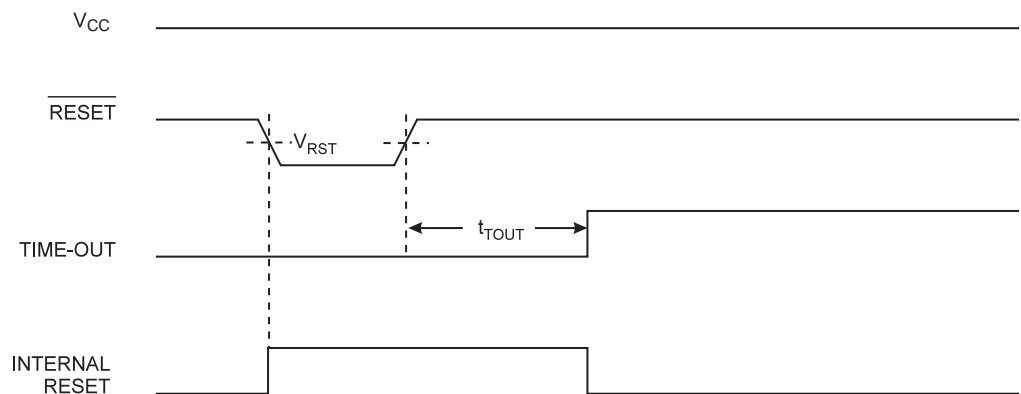 VCC
RESET
VRST
tTOUT
TIME-OUT
INTERNAL
RESET